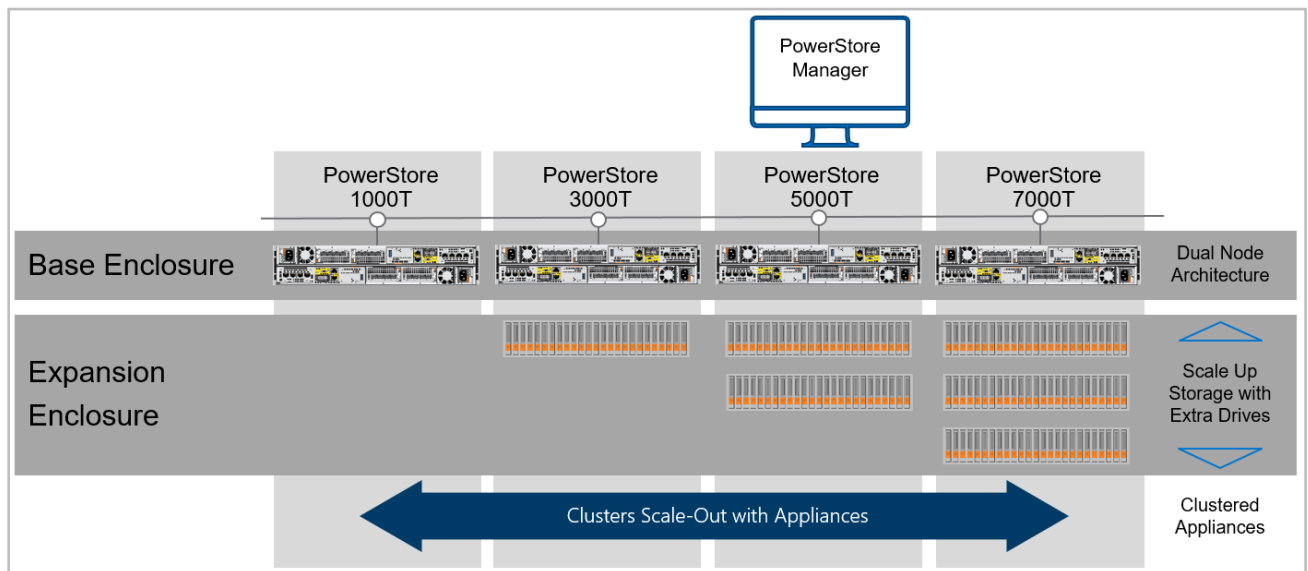 PowerStore
Manager
PowerStore
1000T
PowerStore
3000T
PowerStore
5000T
PowerStore
7000T
Base Enclosure
Dual Node
Architecture
Expansion
Enclosure
Scale Up
Storage with
Extra Drives
Clusters Scale-Out with Appliances
Clustered
Appliances